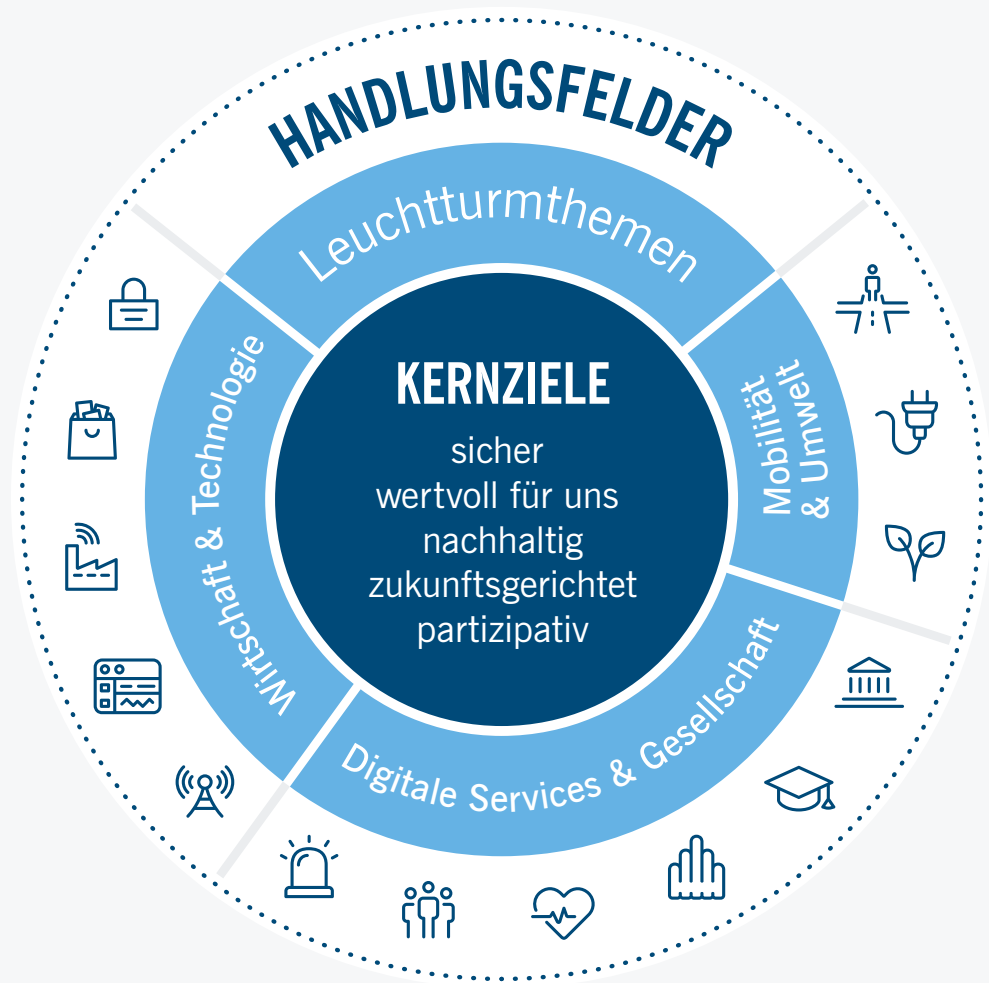 HANDLUNGSFELDER
Leuchtturmthemen
Wirtschaft & Technologie
Mobilität
& Umwelt
Digitale Services & Gesellschaft
KERNZIELE
sicher
wertvoll für uns
nachhaltig
zukunftsgerichtet
partizipativ